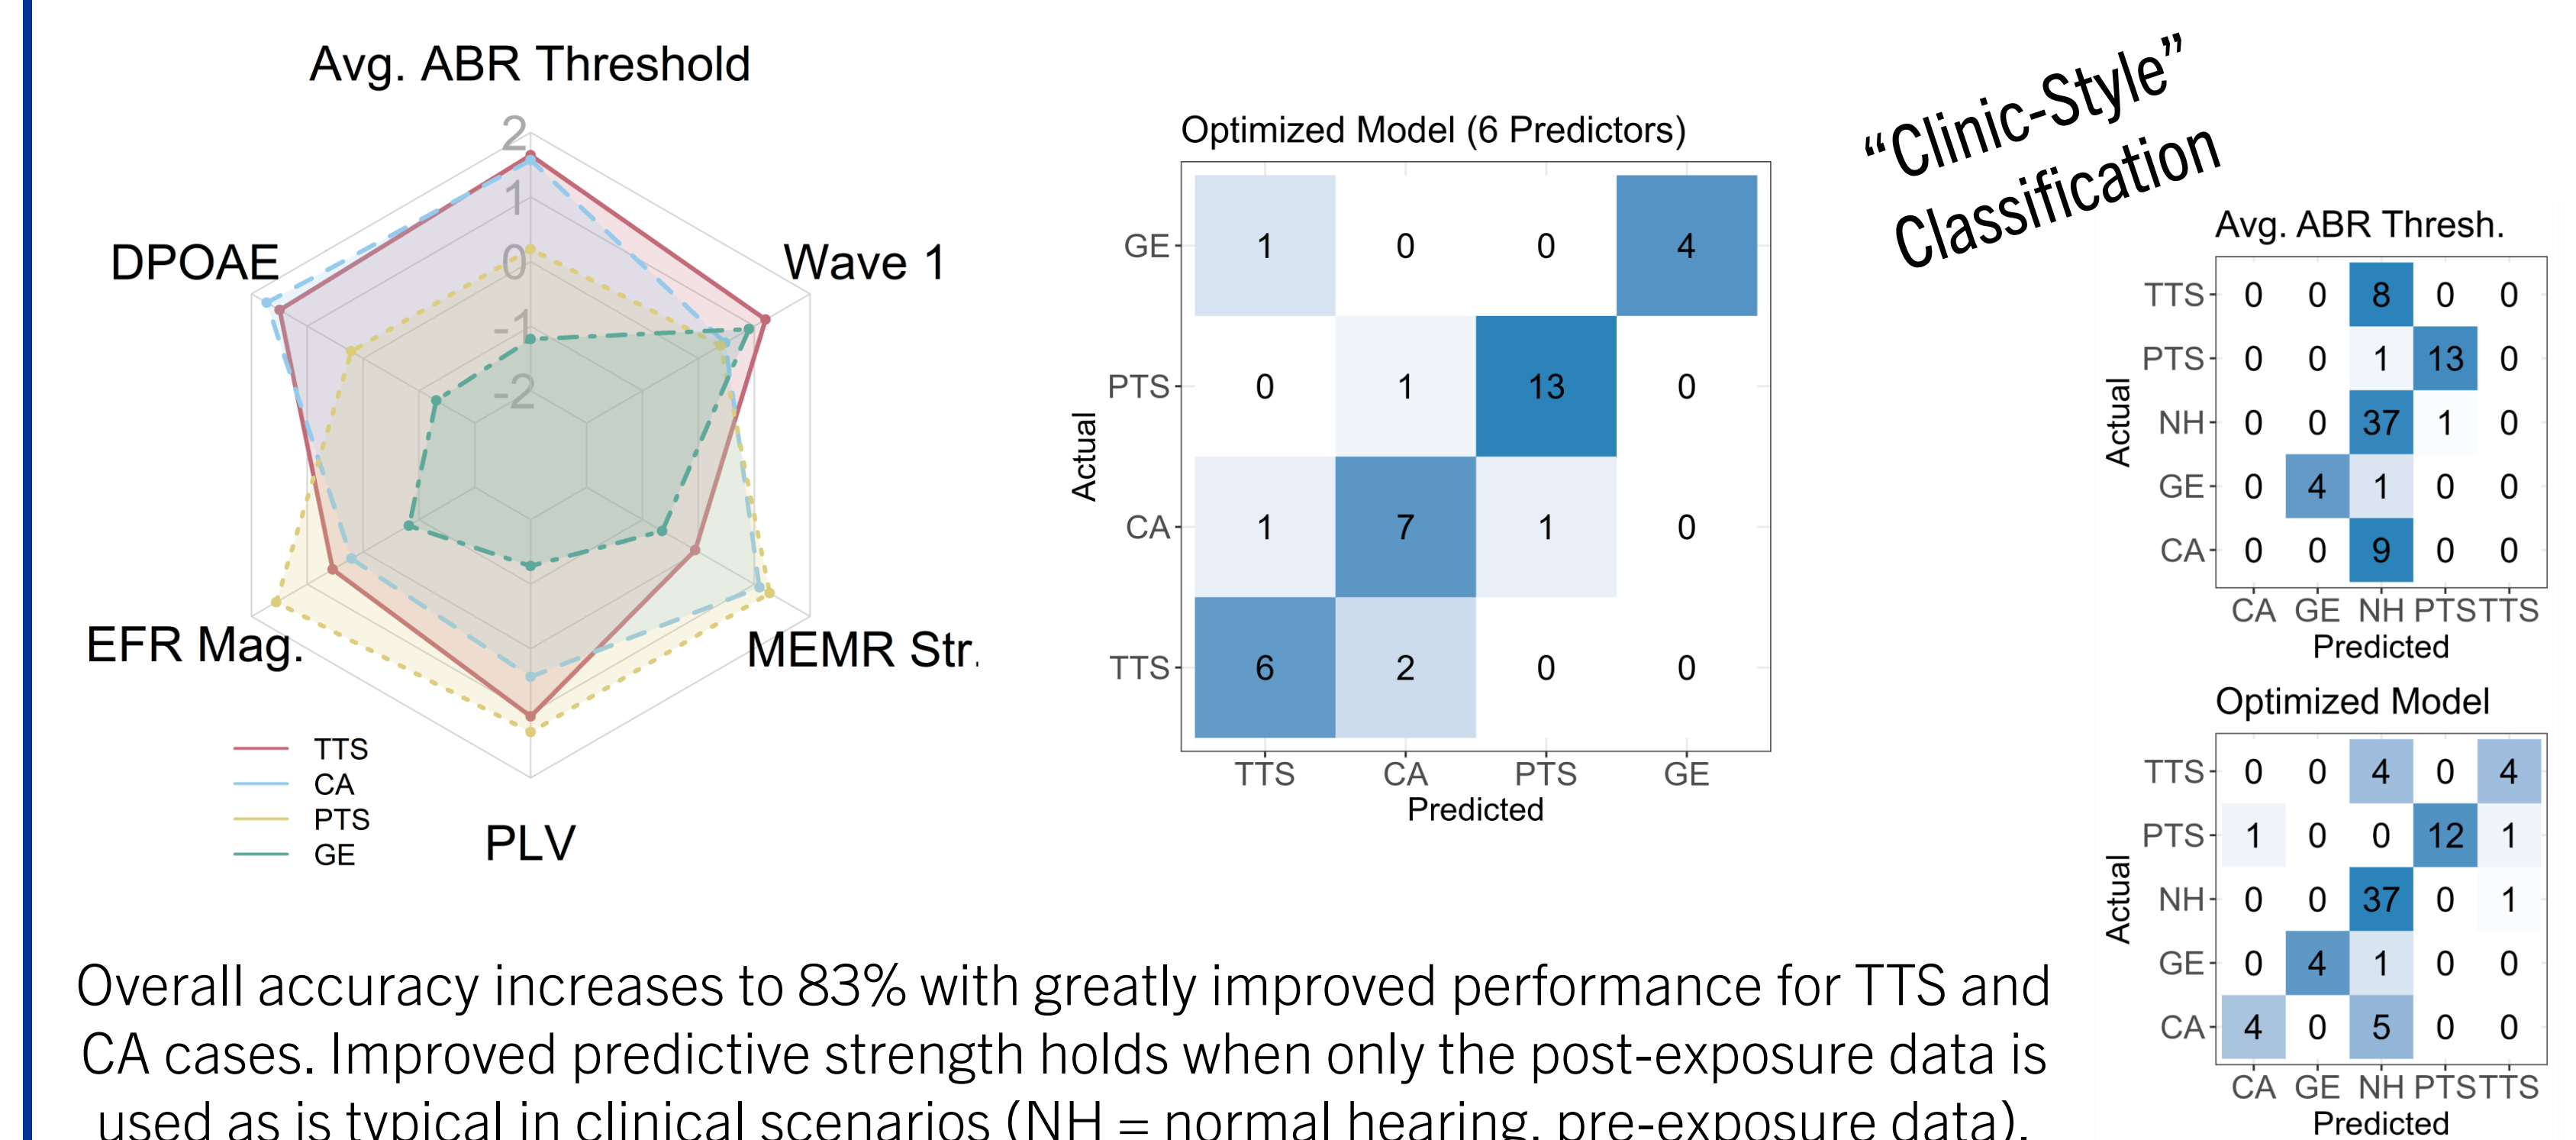 Avg. ABR Threshold
2
1
0
-1
-2
DPOAE
Wave 1
EFR Mag.
MEMR Str.
PLV
TTS
CA
PTS
GE
Optimized Model (6 Predictors)
Actual
GE 1 0 0 4
PTS 0 1 13 0
CA 1 7 1 0
TTS 6 2 0 0
TTS CA PTS GE
Predicted
“Clinic-Style”
Classification
Avg. ABR Thresh.
Actual
TTS 0 0 8 0 0
PTS 0 0 1 13 0
NH 0 0 37 1 0
GE 0 4 1 0 0
CA 0 0 9 0 0
CA GE NH PTS TTS
Predicted
Optimized Model
Actual
TTS 0 0 4 0 4
PTS 1 0 0 12 1
NH 0 0 37 0 1
GE 0 4 1 0 0
CA 4 0 5 0 0
CA GE NH PTS TTS
Predicted
Overall accuracy increases to 83% with greatly improved performance for TTS and
CA cases. Improved predictive strength holds when only the post-exposure data is
used as is typical in clinical scenarios (NH = normal hearing, pre-exposure data).